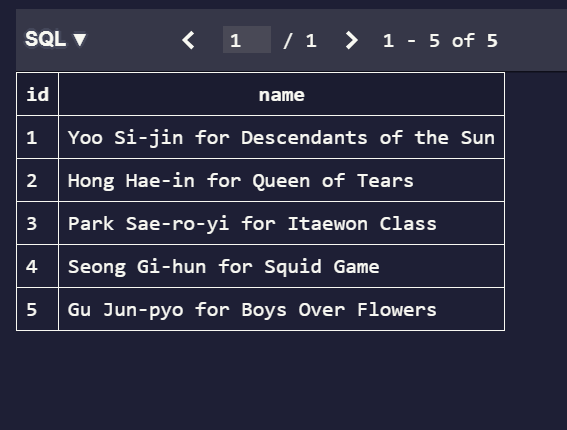 SQL ▼ 1 / 1 1 - 5 of 5
id name
1 Yoo Si-jin for Descendants of the Sun
2 Hong Hae-in for Queen of Tears
3 Park Sae-ro-yi for Itaewon Class
4 Seong Gi-hun for Squid Game
5 Gu Jun-pyo for Boys Over Flowers